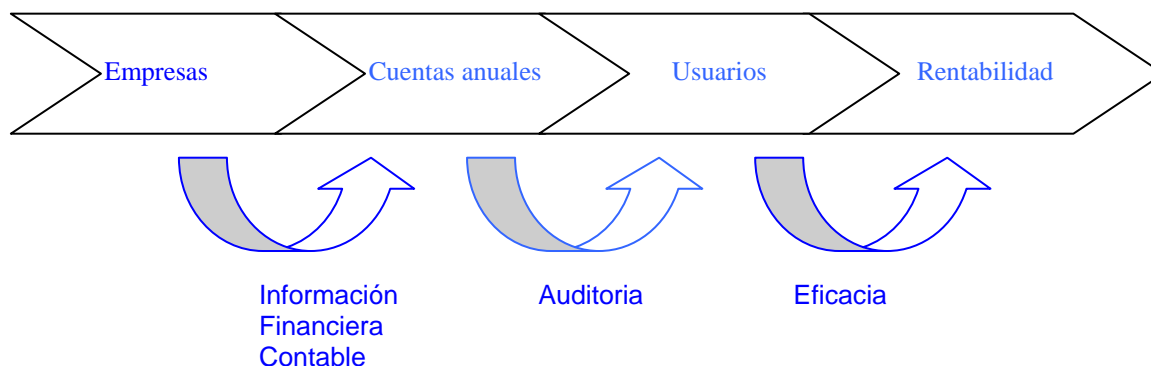 Empresas
Cuentas anuales
Usuarios
Rentabilidad
Información
Financiera
Contable
Auditoria
Eficacia